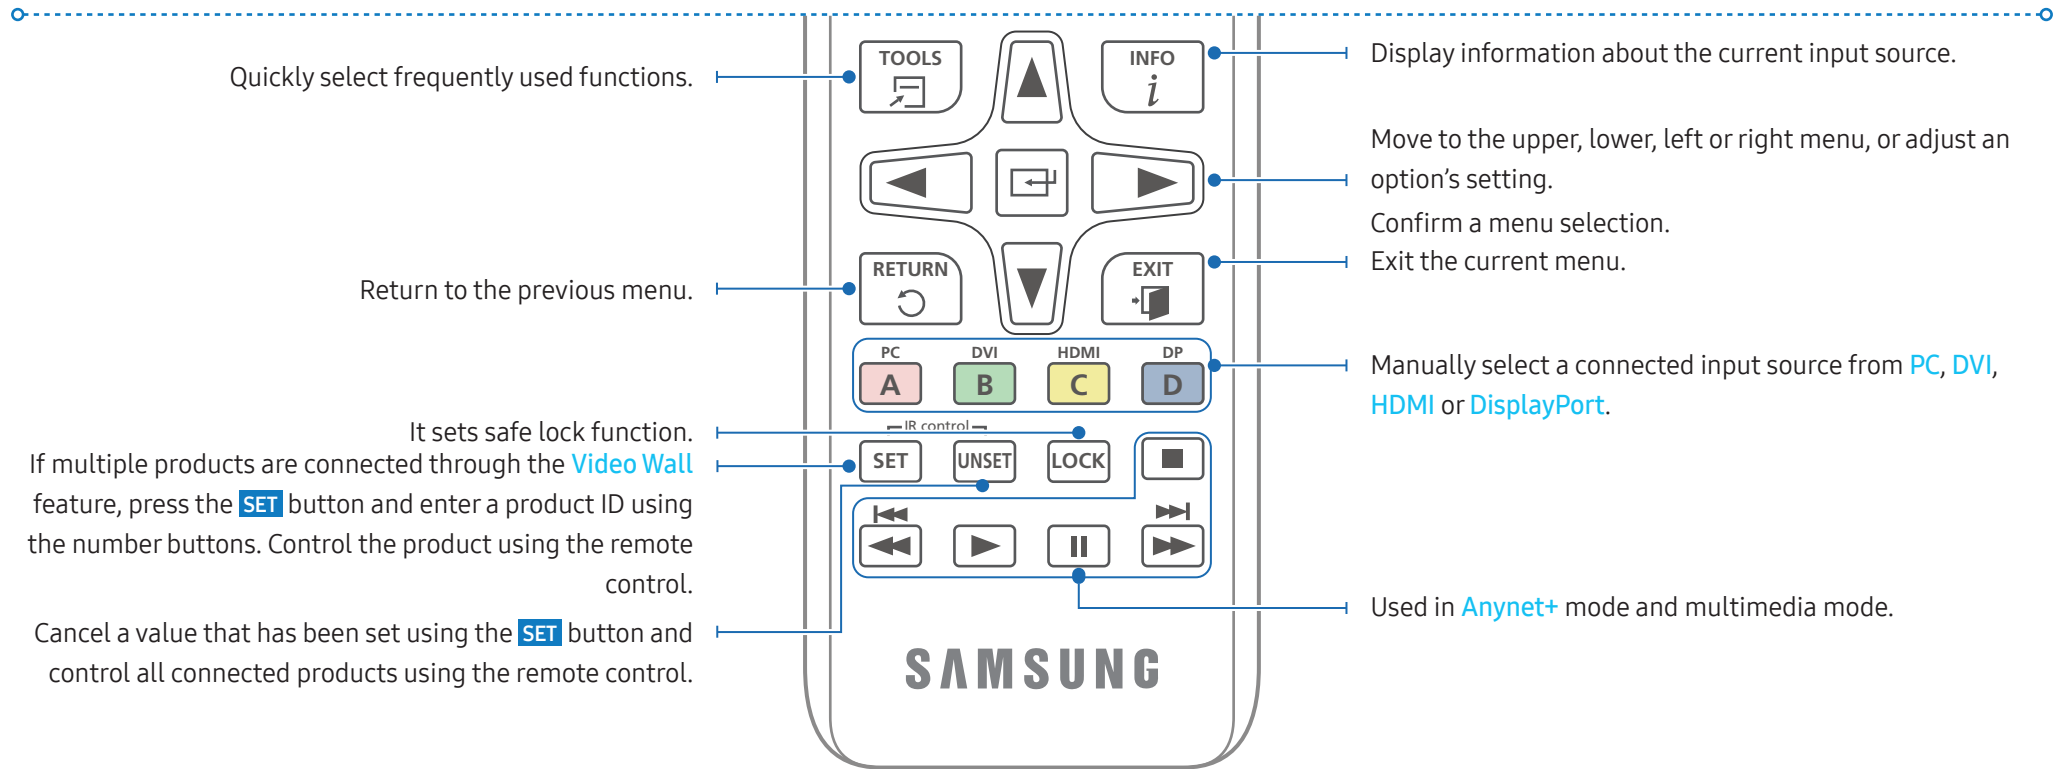 TOOLS
INFO
i
Quickly select frequently used functions.
Display information about the current input source.
Move to the upper, lower, left or right menu, or adjust an
option's setting.
Confirm a menu selection.
RETURN
EXIT
Return to the previous menu.
Exit the current menu.
PC DVI HDMI DP
A B C D
Manually select a connected input source from PC, DVI,
HDMI or DisplayPort.
It sets safe lock function.
IR control
SET UNSET LOCK
If multiple products are connected through the Video Wall
feature, press the SET button and enter a product ID using
the number buttons. Control the product using the remote
control.
Used in Anynet+ mode and multimedia mode.
Cancel a value that has been set using the SET button and
control all connected products using the remote control.
SAMSUNG